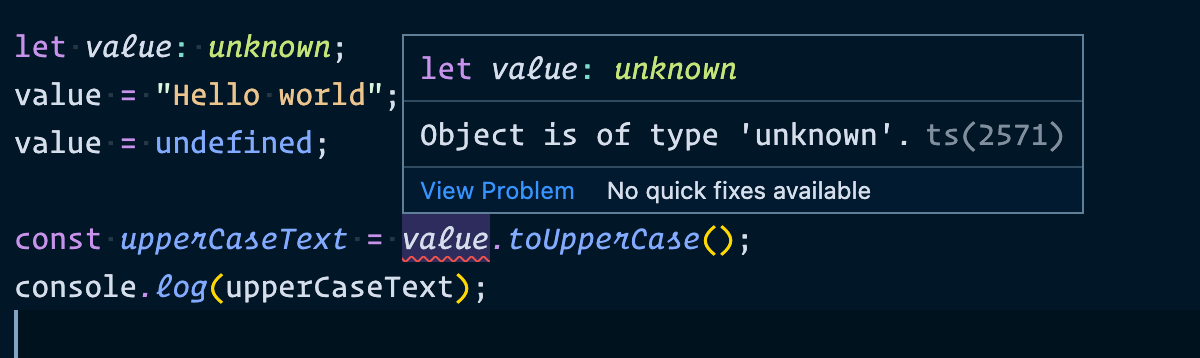 let value: unknown;
value = "Hello world";
value = undefined;
let value: unknown
Object is of type 'unknown'. ts(2571)
View Problem No quick fixes available
const upperCaseText = value.toUpperCase();
console.log(upperCaseText);